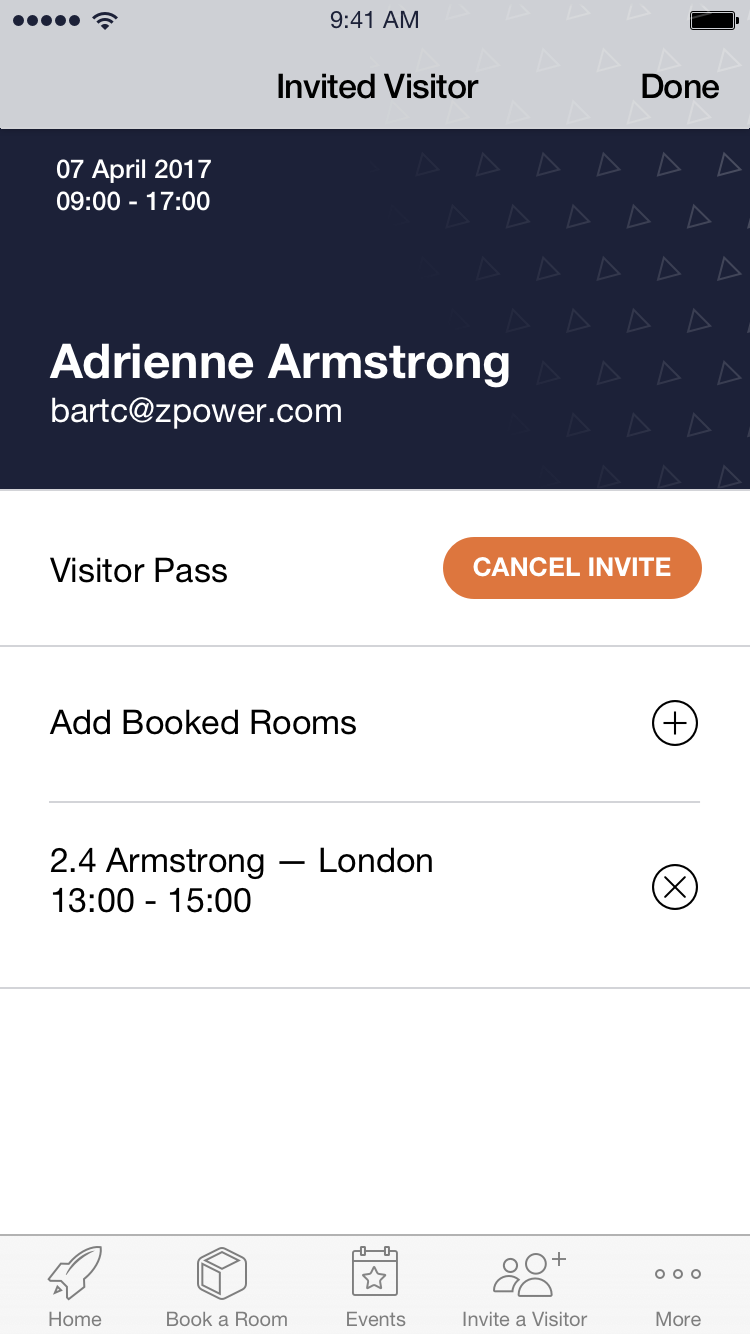 9:41 AM
Invited Visitor
Done
07 April 2017
09:00 - 17:00
Adrienne Armstrong
bartc@zpower.com
Visitor Pass
CANCEL INVITE
Add Booked Rooms
2.4 Armstrong — London
13:00 - 15:00
Home
Book a Room
Events
Invite a Visitor
More